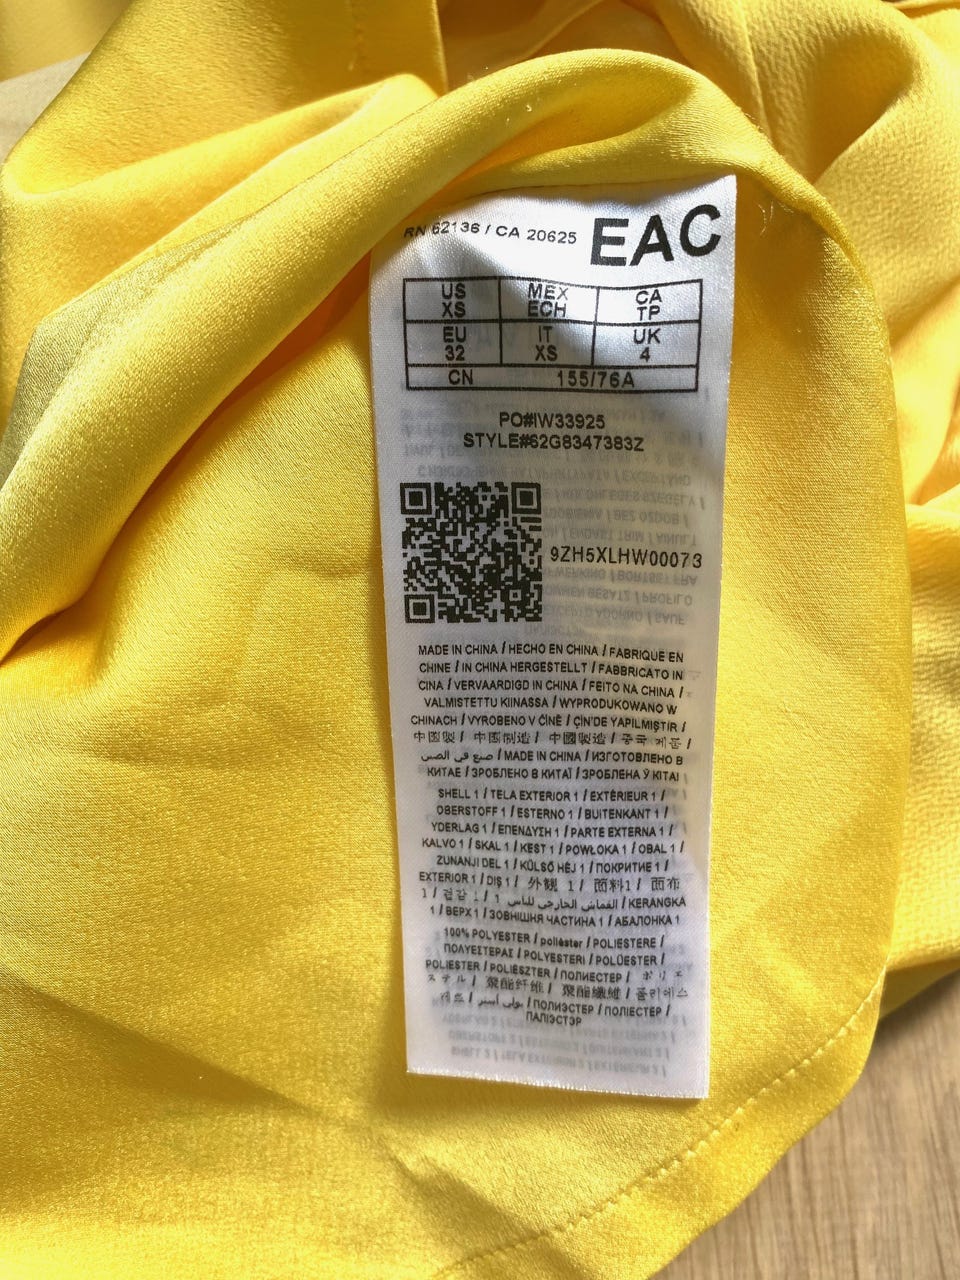 RN 62136 / CA 20625 EAC
US MEX CA
XS ECH TP
EU IT UK
32 XS 4
CN 155/76A
PO#IW33925
STYLE#62G8347383Z
9ZH5XLHW00073
MADE IN CHINA / HECHO EN CHINA / FABRIQUE EN
CHINE / IN CHINA HERGESTELLT / FABBRICATO IN
CINA / VERVAARDIGD IN CHINA / FEITO NA CHINA /
VALMISTETTU KIINASSA / WYPRODUKOWANO W
CHINACH / VYROBENO V ČÍNĚ / ÇİN'DE YAPILMIŞTIR /
中国製 / 中国制造 / 中國製造 / 중국 제품 /
صنع في الصين / MADE IN CHINA / ИЗГОТОВЛЕНО В
КИТАЕ / ЗРОБЛЕНО В КИТАЇ / ЗРОБЛЕНА Ў КІТАІ
SHELL 1 / TELA EXTERIOR 1 / EXTÉRIEUR 1 /
OBERSTOFF 1 / ESTERNO 1 / BUITENKANT 1 /
YDERLAG 1 / ΕΠΕΝΔΥΣΗ 1 / PARTE EXTERNA 1 /
KALVO 1 / SKAL 1 / KEST 1 / POWŁOKA 1 / OBAL 1 /
ZUNANJI DEL 1 / KÜLSŐ HÉJ 1 / ПОКРИТИЕ 1 /
EXTERIOR 1 / DIŞ 1 / 外観 1 / 面料1 / 面布
1 / 겉감 1 / القماش الخارجي للباس 1 / KERANGKA
1 / ВЕРХ 1 / ЗОВНІШНЯ ЧАСТИНА 1 / АБАЛОНКА 1
100% POLYESTER / poliéster / POLIESTERE /
ΠΟΛΥΕΣΤΕΡΑΣ / POLYESTERI / POLÜESTER /
POLIESTER / POLIÉSZTER / ПОЛИЕСТЕР / ポリエ
ステル / 聚酯纤维 / 聚酯纖維 / 폴리에스
테르 / بولي استر / ПОЛИЭСТЕР / ПОЛІЕСТЕР /
ПАЛІЭСТЭР